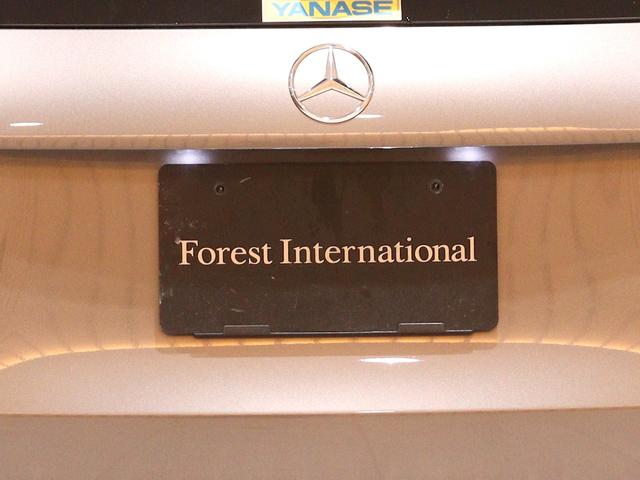 YANASE
Forest International